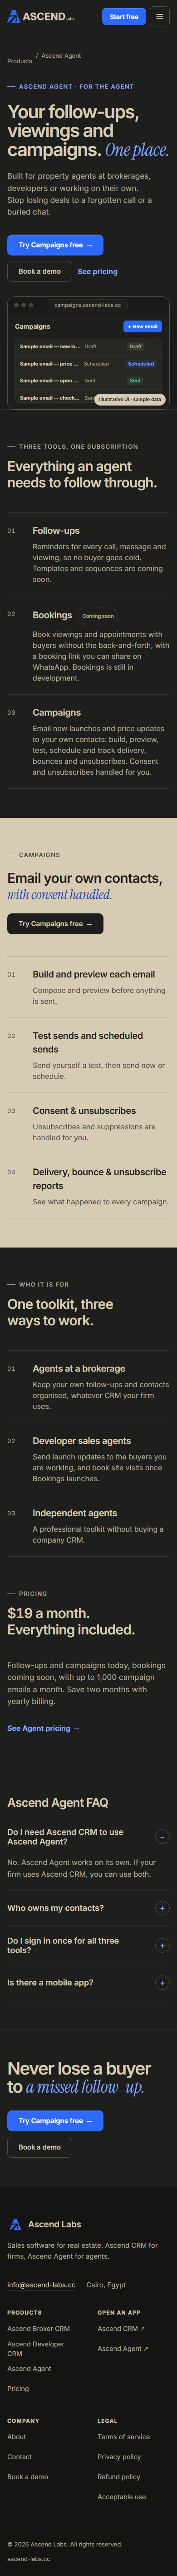 ASCENDLabs
Start free
Products / Ascend Agent
ASCEND AGENT · FOR THE AGENT
Your follow-ups,
viewings and
campaigns. One place.
Built for property agents at brokerages,
developers or working on their own.
Stop losing deals to a forgotten call or a
buried chat.
Try Campaigns free →
Book a demo
See pricing
campaigns.ascend-labs.cc
Campaigns
+ New email
Sample email — new la... Draft Draft
Sample email — price ... Scheduled Scheduled
Sample email — open ... Sent Sent
Sample email — check...
Illustrative UI · sample data
THREE TOOLS, ONE SUBSCRIPTION
Everything an agent
needs to follow through.
01
Follow-ups
Reminders for every call, message and
viewing, so no buyer goes cold.
Templates and sequences are coming
soon.
02
Bookings Coming soon
Book viewings and appointments with
buyers without the back-and-forth, with
a booking link you can share on
WhatsApp. Bookings is still in
development.
03
Campaigns
Email new launches and price updates
to your own contacts: build, preview,
test, schedule and track delivery,
bounces and unsubscribes. Consent
and unsubscribes handled for you.
CAMPAIGNS
Email your own contacts,
with consent handled.
Try Campaigns free →
01
Build and preview each email
Compose and preview before anything
is sent.
02
Test sends and scheduled
sends
Send yourself a test, then send now or
schedule.
03
Consent & unsubscribes
Unsubscribes and suppressions are
handled for you.
04
Delivery, bounce & unsubscribe
reports
See what happened to every campaign.
WHO IT IS FOR
One toolkit, three
ways to work.
01
Agents at a brokerage
Keep your own follow-ups and contacts
organised, whatever CRM your firm
uses.
02
Developer sales agents
Send launch updates to the buyers you
are working, and book site visits once
Bookings launches.
03
Independent agents
A professional toolkit without buying a
company CRM.
PRICING
$19 a month.
Everything included.
Follow-ups and campaigns today, bookings
coming soon, with up to 1,000 campaign
emails a month. Save two months with
yearly billing.
See Agent pricing →
Ascend Agent FAQ
Do I need Ascend CRM to use
Ascend Agent?
No. Ascend Agent works on its own. If your
firm uses Ascend CRM, you can use both.
Who owns my contacts?
Do I sign in once for all three
tools?
Is there a mobile app?
Never lose a buyer
to a missed follow-up.
Try Campaigns free →
Book a demo
Ascend Labs
Sales software for real estate. Ascend CRM for
firms, Ascend Agent for agents.
info@ascend-labs.cc
Cairo, Egypt
PRODUCTS
Ascend Broker CRM
Ascend Developer
CRM
Ascend Agent
Pricing
OPEN AN APP
Ascend CRM ↗
Ascend Agent ↗
COMPANY
About
Contact
Book a demo
LEGAL
Terms of service
Privacy policy
Refund policy
Acceptable use
© 2026 Ascend Labs. All rights reserved.
ascend-labs.cc